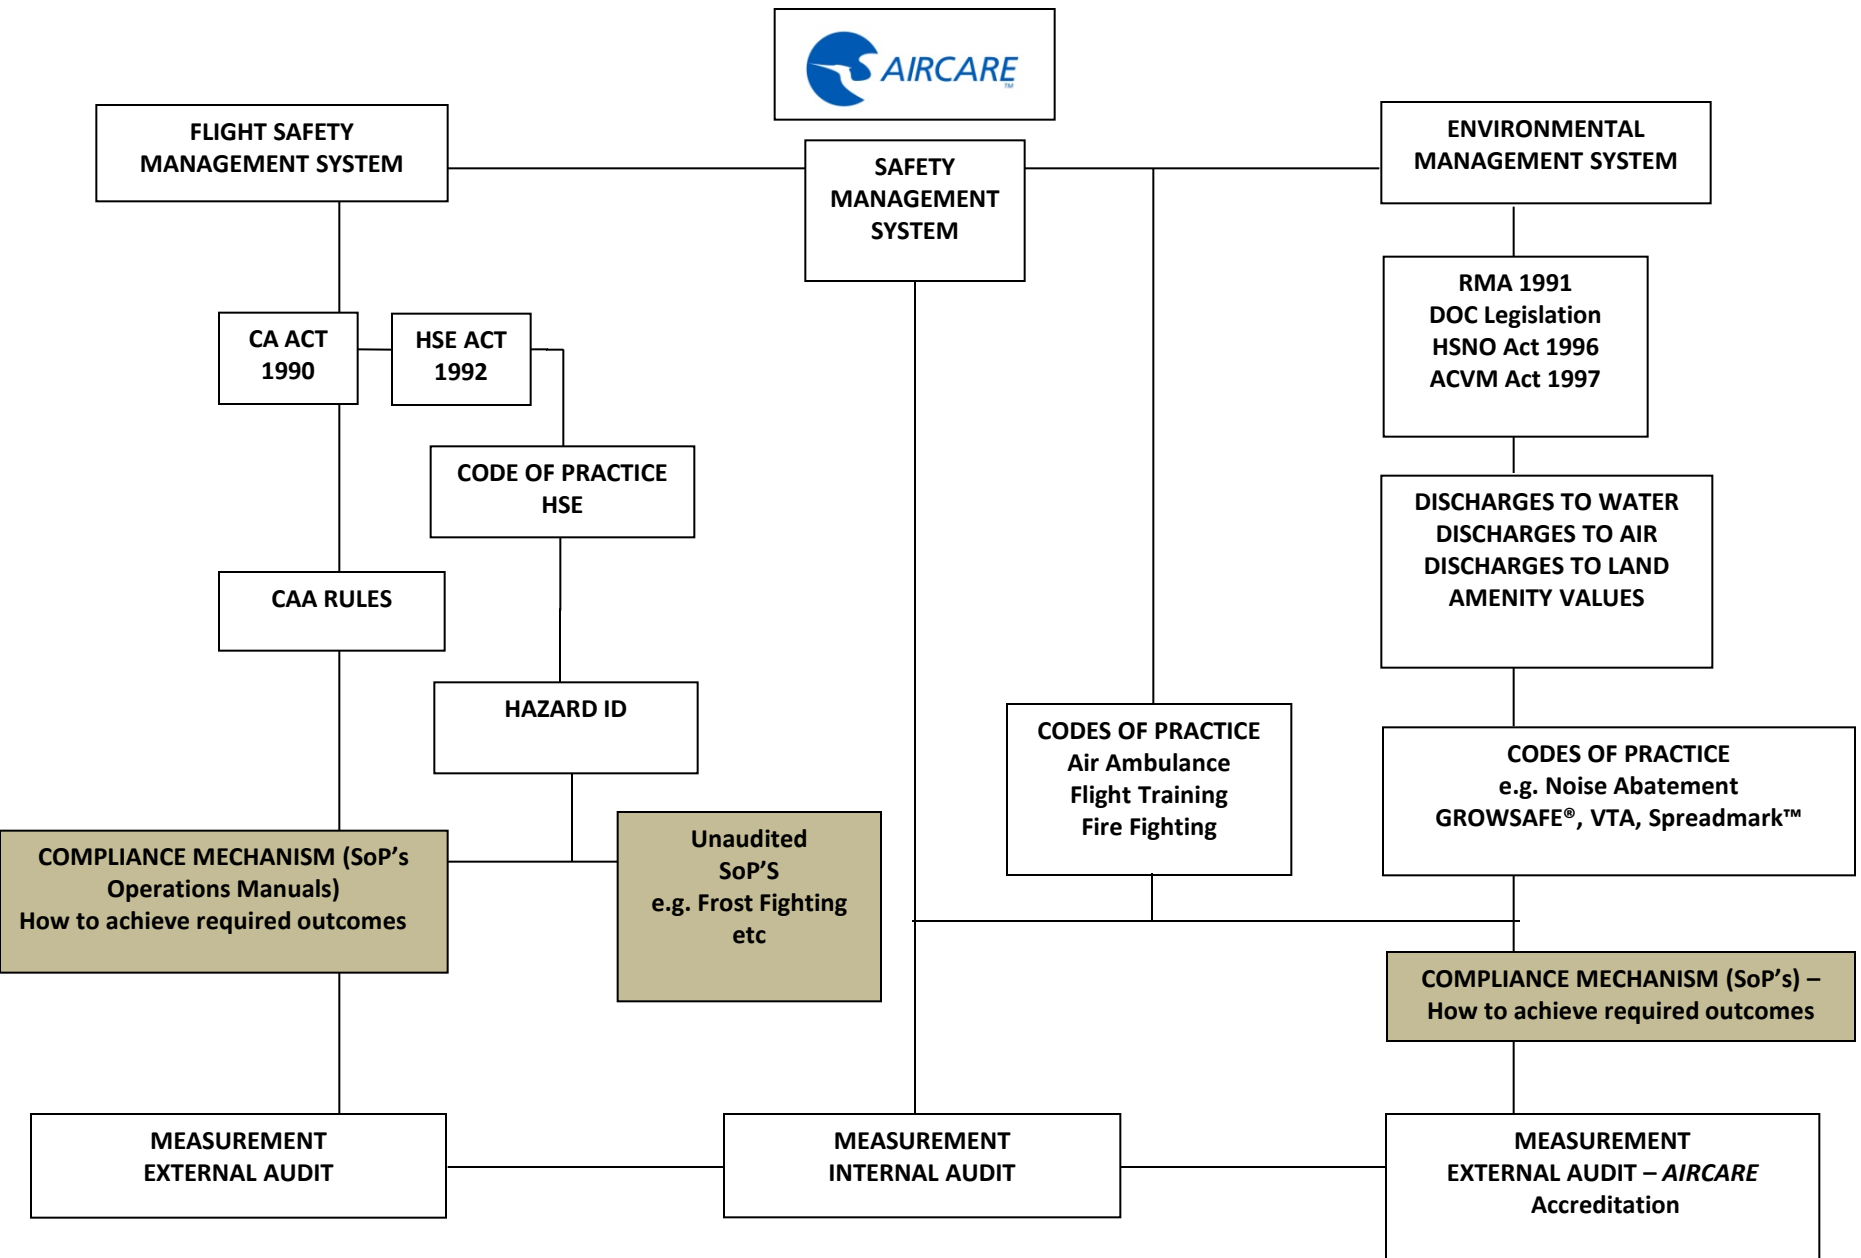 AIRCARE™
FLIGHT SAFETY
MANAGEMENT SYSTEM
SAFETY
MANAGEMENT
SYSTEM
ENVIRONMENTAL
MANAGEMENT SYSTEM
RMA 1991
DOC Legislation
HSNO Act 1996
ACVM Act 1997
CA ACT
1990
HSE ACT
1992
CODE OF PRACTICE
HSE
DISCHARGES TO WATER
DISCHARGES TO AIR
DISCHARGES TO LAND
AMENITY VALUES
CAA RULES
HAZARD ID
CODES OF PRACTICE
Air Ambulance
Flight Training
Fire Fighting
CODES OF PRACTICE
e.g. Noise Abatement
GROWSAFE®, VTA, Spreadmark™
COMPLIANCE MECHANISM (SoP’s
Operations Manuals)
How to achieve required outcomes
Unaudited
SoP’S
e.g. Frost Fighting
etc
COMPLIANCE MECHANISM (SoP’s) –
How to achieve required outcomes
MEASUREMENT
EXTERNAL AUDIT
MEASUREMENT
INTERNAL AUDIT
MEASUREMENT
EXTERNAL AUDIT – AIRCARE
Accreditation